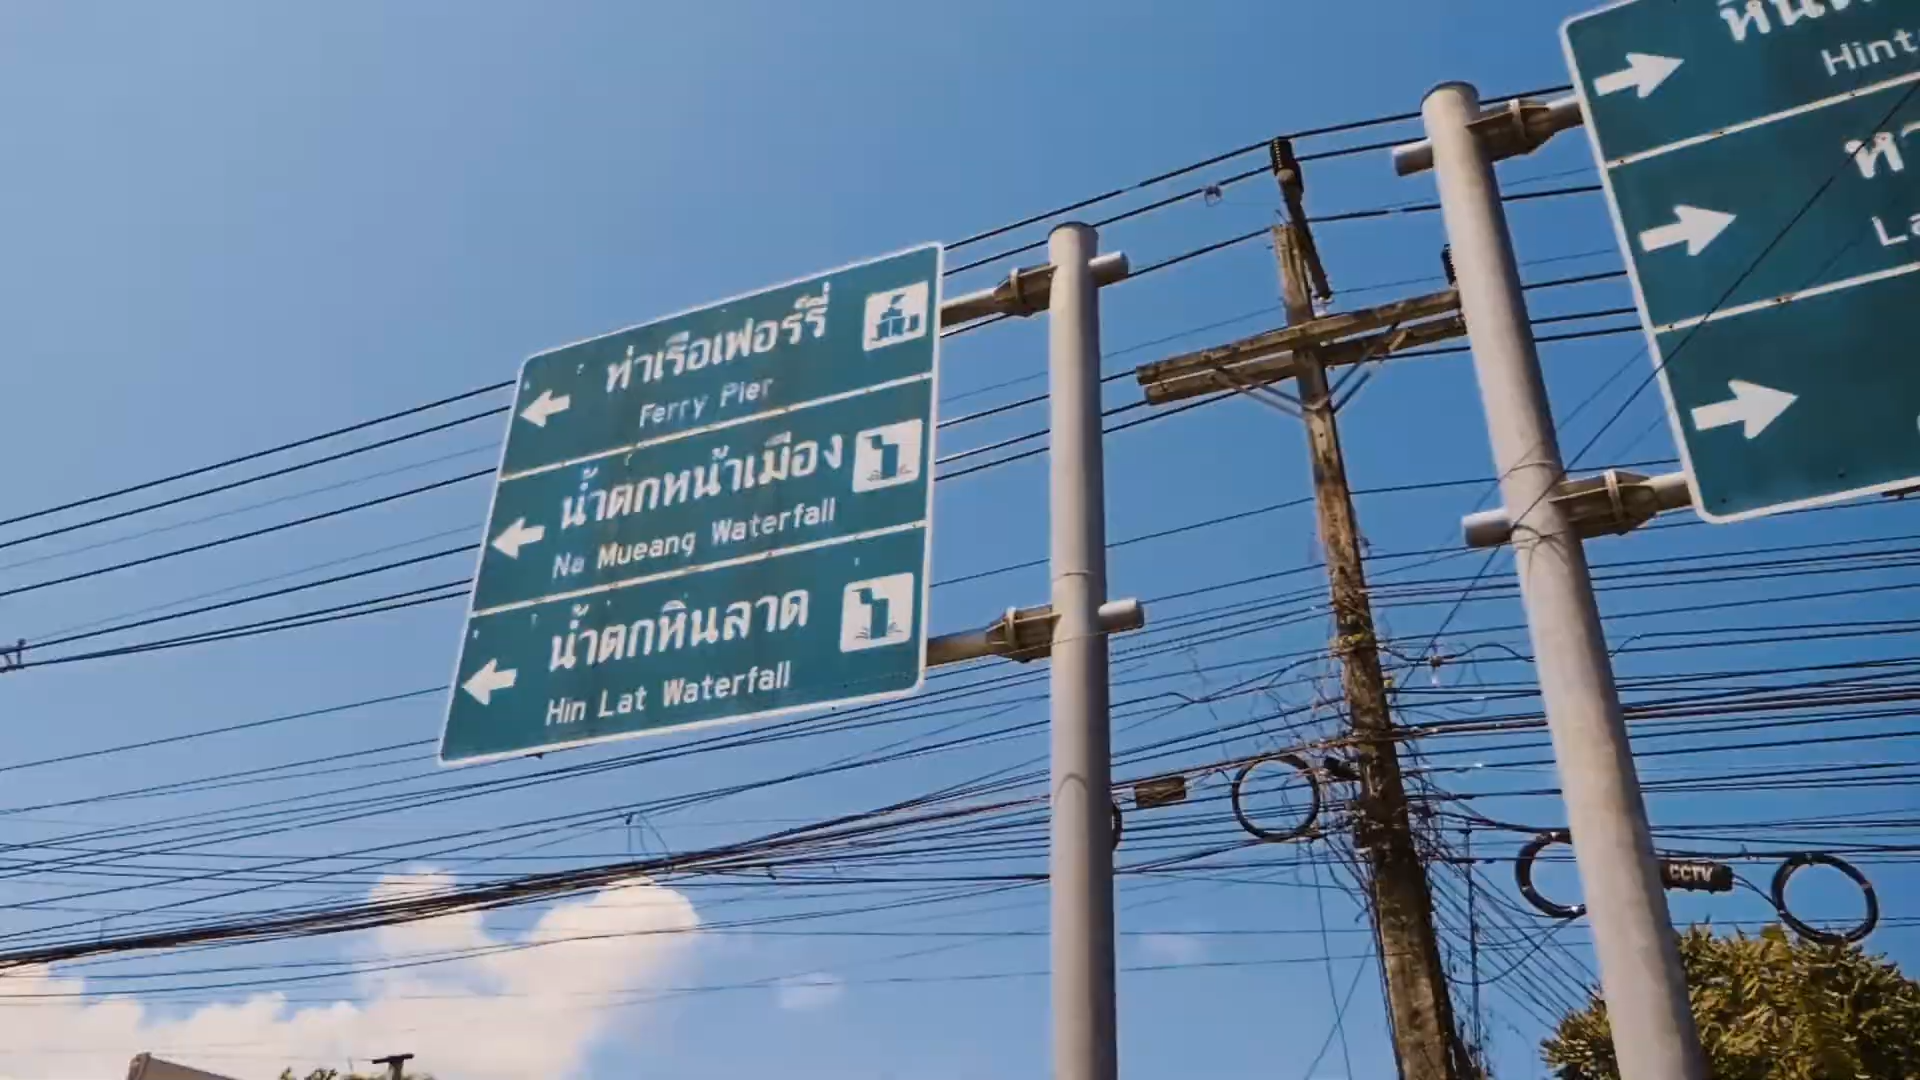 ท่าเรือเฟอร์รี่
Ferry Pier
น้ำตกหน้าเมือง
Na Mueang Waterfall
น้ำตกหินลาด
Hin Lat Waterfall
CCTV